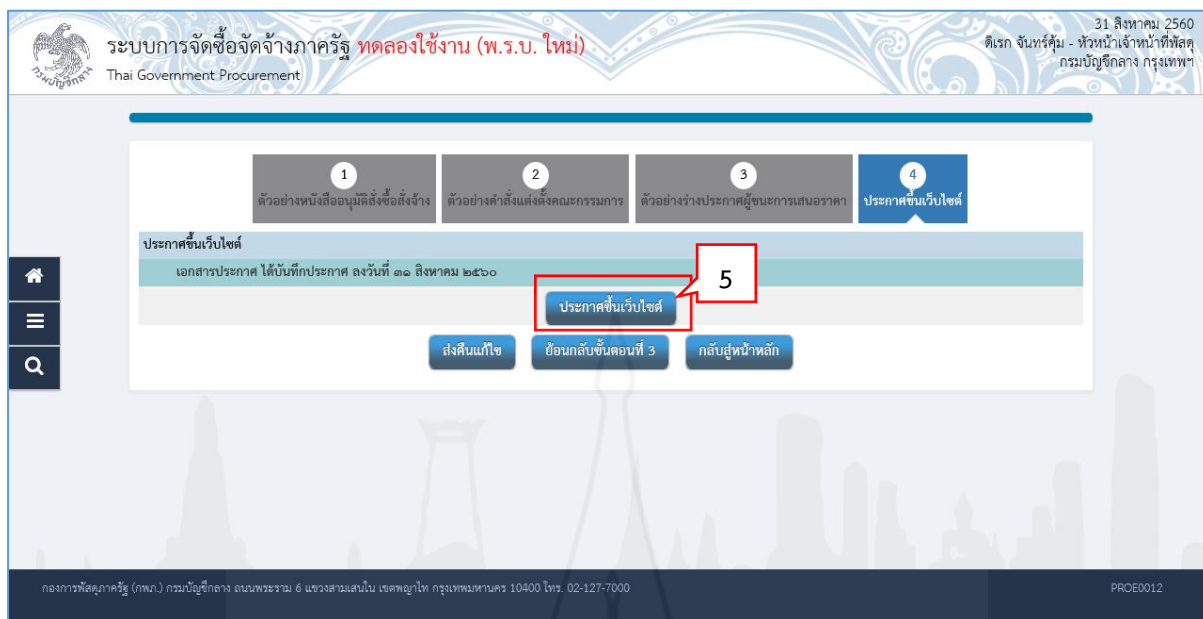 31 สิงหาคม 2560
ระบบการจัดซื้อจัดจ้างภาครัฐ ทดลองใช้งาน (พ.ร.บ. ใหม่)
ดิเรก จันทร์คุ้ม - หัวหน้าเจ้าหน้าที่พัสดุ
กรมบัญชีกลาง กรุงเทพฯ
Thai Government Procurement
กรมบัญชีกลาง
1
2
3
4
ตัวอย่างหนังสืออนุมัติสั่งซื้อสั่งจ้าง
ตัวอย่างคำสั่งแต่งตั้งคณะกรรมการ
ตัวอย่างร่างประกาศผู้ชนะการเสนอราคา
ประกาศขึ้นเว็บไซต์
ประกาศขึ้นเว็บไซต์
เอกสารประกาศ ได้บันทึกประกาศ ลงวันที่ ๓๑ สิงหาคม ๒๕๖๐
5
ประกาศขึ้นเว็บไซต์
ส่งคืนแก้ไข
ย้อนกลับขั้นตอนที่ 3
กลับสู่หน้าหลัก
กองการพัสดุภาครัฐ (กพภ.) กรมบัญชีกลาง ถนนพระราม 6 แขวงสามเสนใน เขตพญาไท กรุงเทพมหานคร 10400 โทร. 02-127-7000
PROE0012